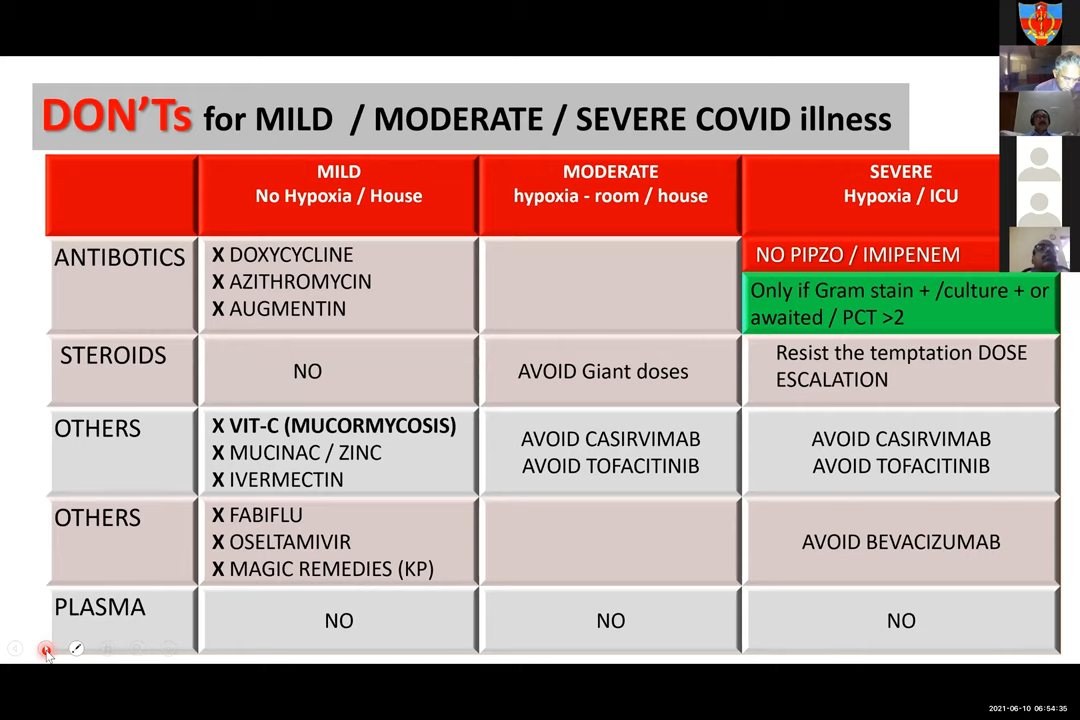 DON'Ts for MILD / MODERATE / SEVERE COVID illness
MILD
No Hypoxia / House
MODERATE
hypoxia - room / house
SEVERE
Hypoxia / ICU
ANTIBOTICS
X DOXYCYCLINE
X AZITHROMYCIN
X AUGMENTIN
NO PIPZO / IMIPENEM
Only if Gram stain + /culture + or
awaited / PCT >2
STEROIDS
NO
AVOID Giant doses
Resist the temptation DOSE
ESCALATION
OTHERS
X VIT-C (MUCORMYCOSIS)
X MUCINAC / ZINC
X IVERMECTIN
AVOID CASIRVIMAB
AVOID TOFACITINIB
AVOID CASIRVIMAB
AVOID TOFACITINIB
OTHERS
X FABIFLU
X OSELTAMIVIR
X MAGIC REMEDIES (KP)
AVOID BEVACIZUMAB
PLASMA
NO
NO
NO
2021-06-10 06:54:35